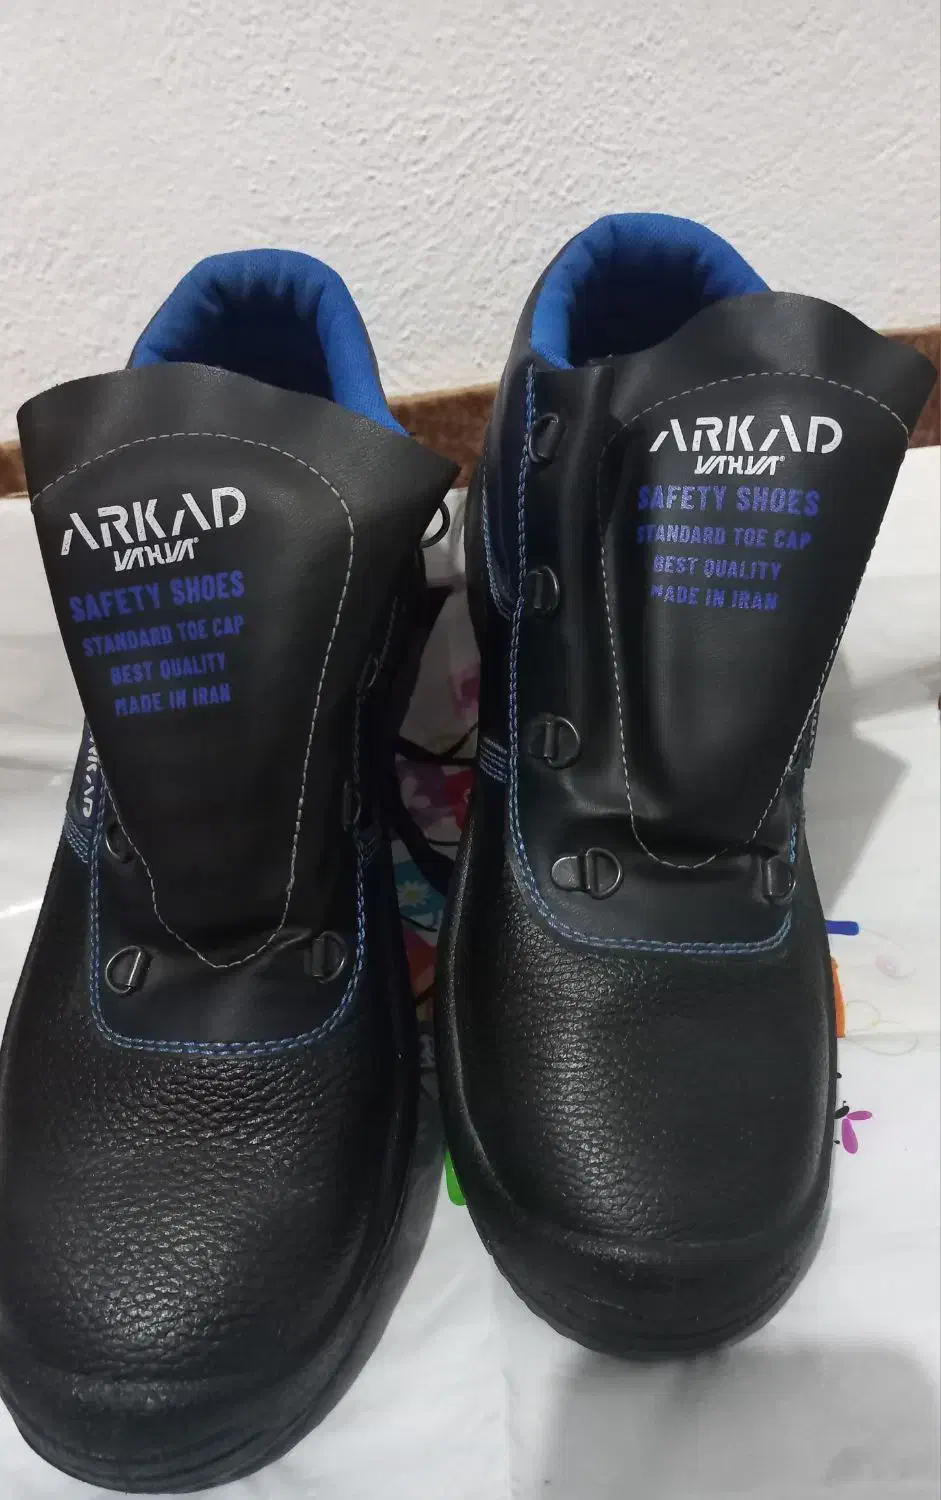 ARKAD
VAHVA®
SAFETY SHOES
STANDARD TOE CAP
BEST QUALITY
MADE IN IRAN
ARKAD
ARKAD
VAHVA®
SAFETY SHOES
STANDARD TOE CAP
BEST QUALITY
MADE IN IRAN